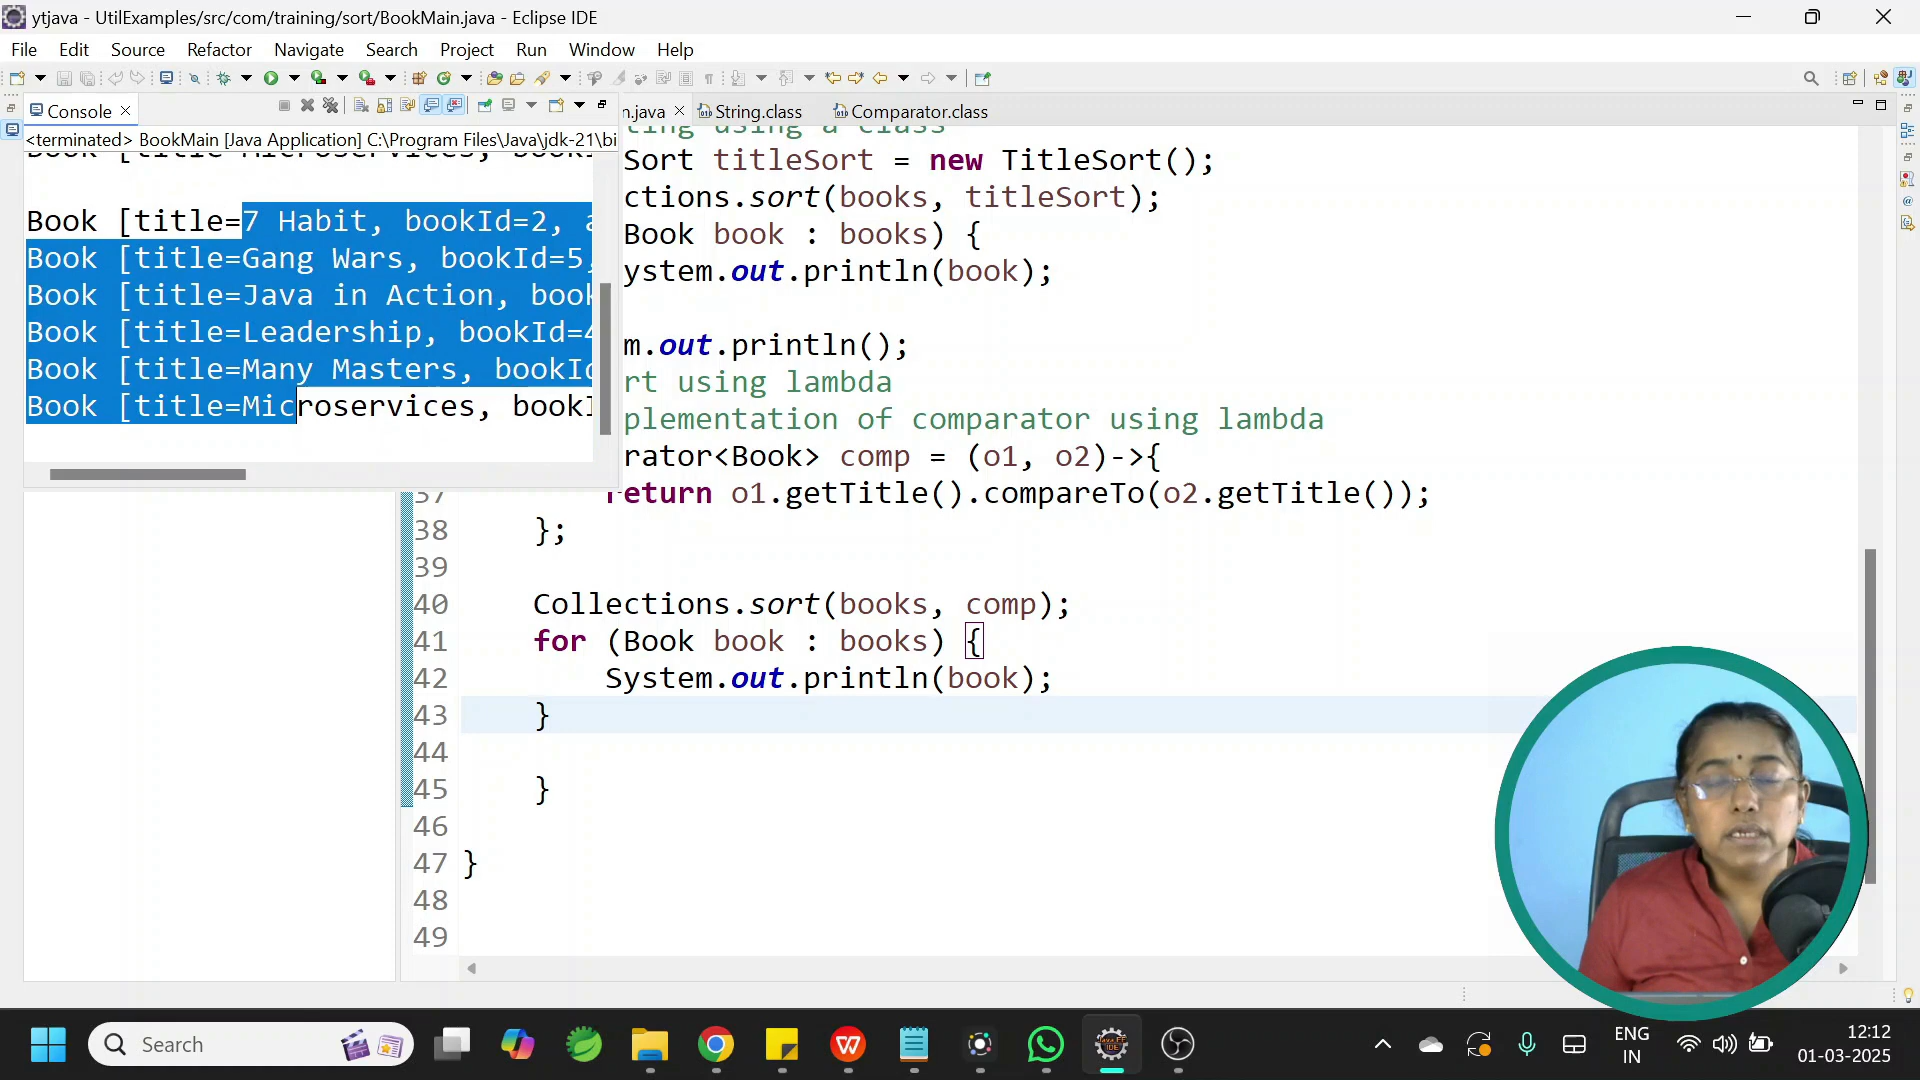 ytjava - UtilExamples/src/com/training/sort/BookMain.java - Eclipse IDE
File Edit Source Refactor Navigate Search Project Run Window Help
Console
n.java String.class Comparator.class
<terminated> BookMain [Java Application] C:\Program Files\Java\jdk-21\bi
Book [title=Microservices, book
Book [title=7 Habit, bookId=2, a
Book [title=Gang Wars, bookId=5,
Book [title=Java in Action, book
Book [title=Leadership, bookId=4
Book [title=Many Masters, bookId
Book [title=Microservices, bookI
ting using a class
Sort titleSort = new TitleSort();
ctions.sort(books, titleSort);
Book book : books) {
ystem.out.println(book);
m.out.println();
rt using lambda
plementation of comparator using lambda
rator<Book> comp = (o1, o2)->{
37 return o1.getTitle().compareTo(o2.getTitle());
38 };
39
40 Collections.sort(books, comp);
41 for (Book book : books) {
42 System.out.println(book);
43 }
44
45 }
46
47 }
48
49
Search
ENG
IN
12:12
01-03-2025